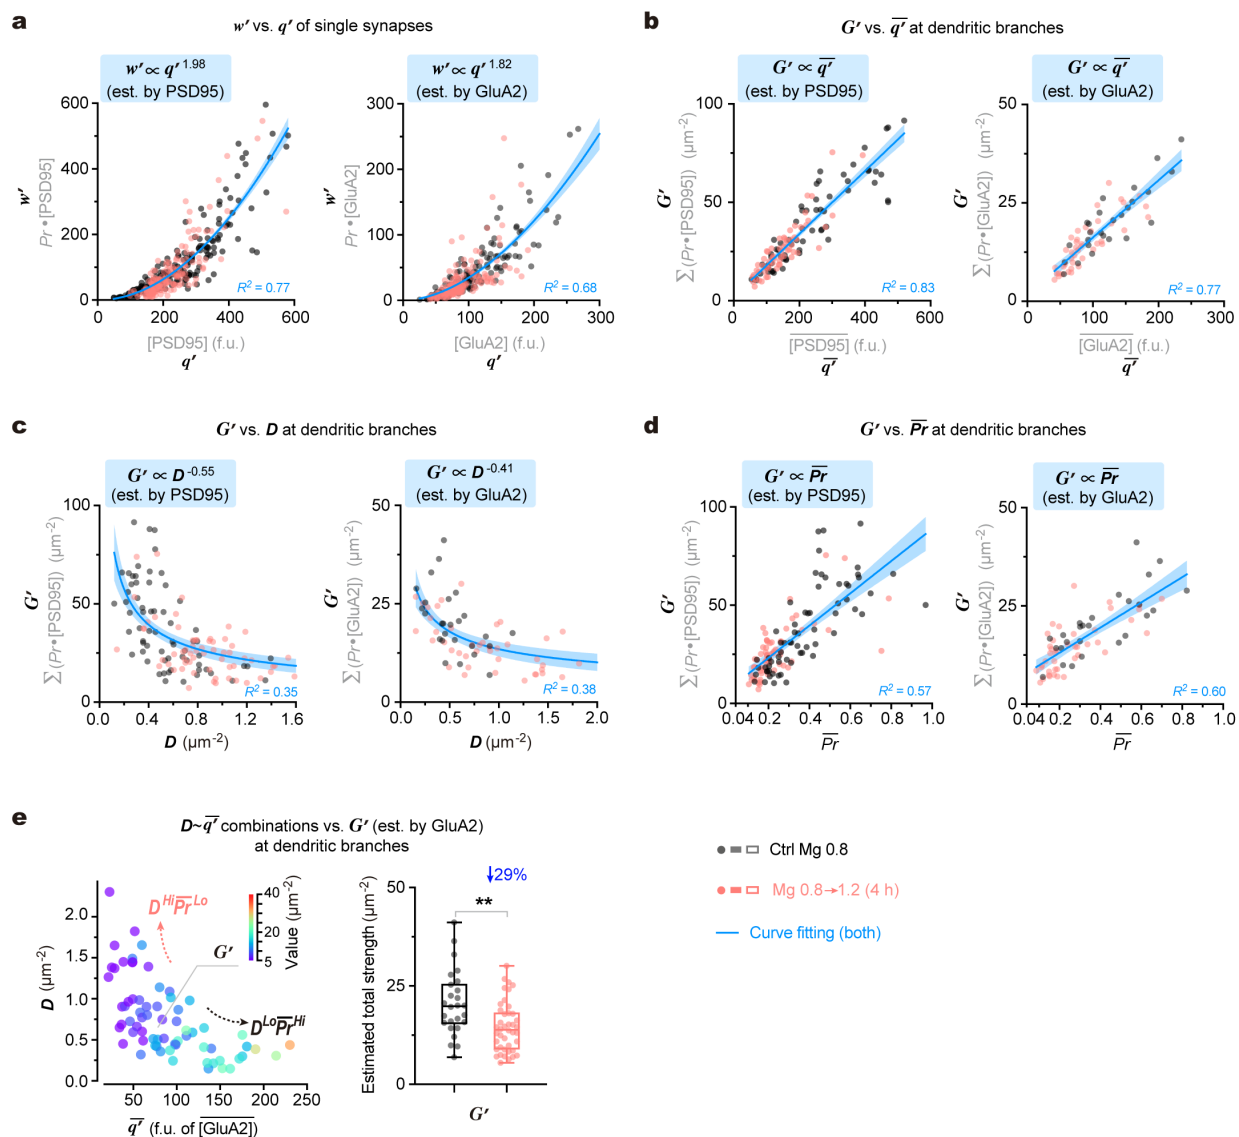 a
w′ vs. q′ of single synapses
w′ ∝ q′ 1.98
(est. by PSD95)
600
400
200
0
w′
Pr•[PSD95]
R² = 0.77
0 200 400 600
[PSD95] (f.u.)
q′
w′ ∝ q′ 1.82
(est. by GluA2)
300
200
100
0
w′
Pr•[GluA2]
R² = 0.68
0 100 200 300
[GluA2] (f.u.)
q′
b
G′ vs. q′ at dendritic branches
G′ ∝ q′
(est. by PSD95)
100
50
0
G′
∑(Pr•[PSD95]) (µm⁻²)
R² = 0.83
0 200 400 600
[PSD95] (f.u.)
q′
G′ ∝ q′
(est. by GluA2)
50
25
0
G′
∑(Pr•[GluA2]) (µm⁻²)
R² = 0.77
0 100 200 300
[GluA2] (f.u.)
q′
c
G′ vs. D at dendritic branches
G′ ∝ D -0.55
(est. by PSD95)
100
50
0
G′
∑(Pr•[PSD95]) (µm⁻²)
R² = 0.35
0.0 0.4 0.8 1.2 1.6
D (µm⁻²)
G′ ∝ D -0.41
(est. by GluA2)
50
25
0
G′
∑(Pr•[GluA2]) (µm⁻²)
R² = 0.38
0.0 0.5 1.0 1.5 2.0
D (µm⁻²)
d
G′ vs. Pr at dendritic branches
G′ ∝ Pr
(est. by PSD95)
100
50
0
G′
∑(Pr•[PSD95]) (µm⁻²)
R² = 0.57
0.04 0.2 0.4 0.6 0.8 1.0
Pr
G′ ∝ Pr
(est. by GluA2)
50
25
0
G′
∑(Pr•[GluA2]) (µm⁻²)
R² = 0.60
0.04 0.2 0.4 0.6 0.8 1.0
Pr
e
D~q′ combinations vs. G′ (est. by GluA2)
at dendritic branches
2.0
1.5
1.0
0.5
0.0
D (µm⁻²)
D Hi Pr Lo
G′
40
20
5
Value (µm⁻²)
D Lo Pr Hi
50 100 150 200 250
q′ (f.u. of [GluA2])
↓29%
**
50
25
0
Estimated total strength (µm⁻²)
G′
Ctrl Mg 0.8
Mg 0.8→1.2 (4 h)
Curve fitting (both)